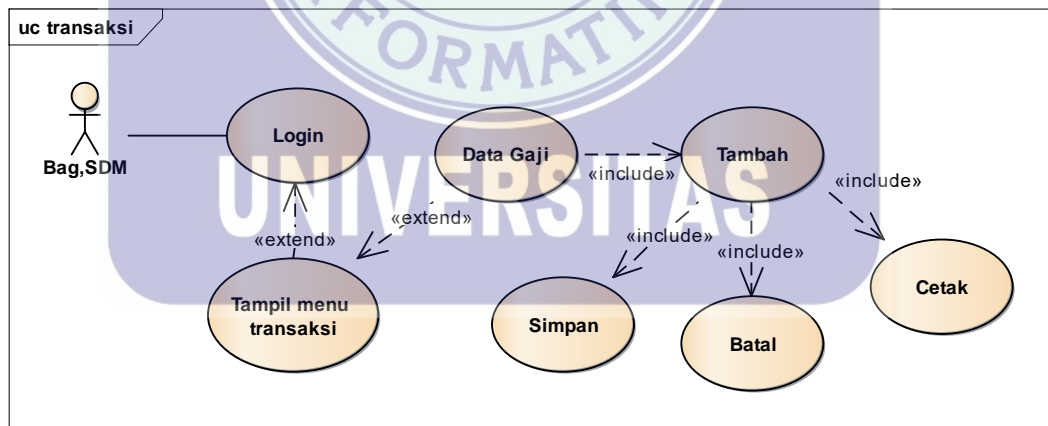 uc transaksi
Bag,SDM
Login
Data Gaji
Tambah
«include»
«include»
«extend»
«extend»
«include»
«include»
Tampil menu
transaksi
Simpan
Batal
Cetak
UNIVERSITAS